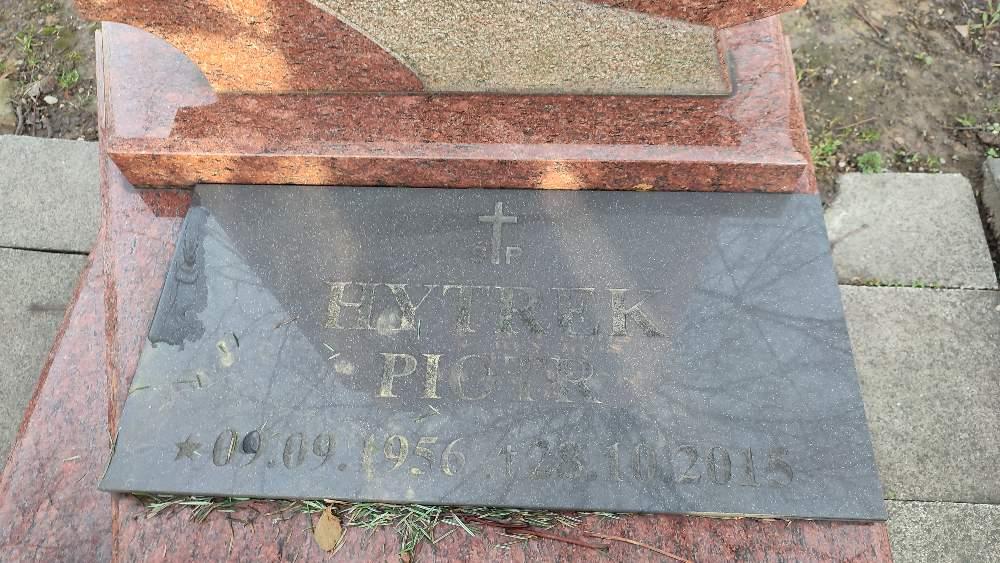 S P
HYTREK
PIOTR
* 09.09.1956 †28.10.2015